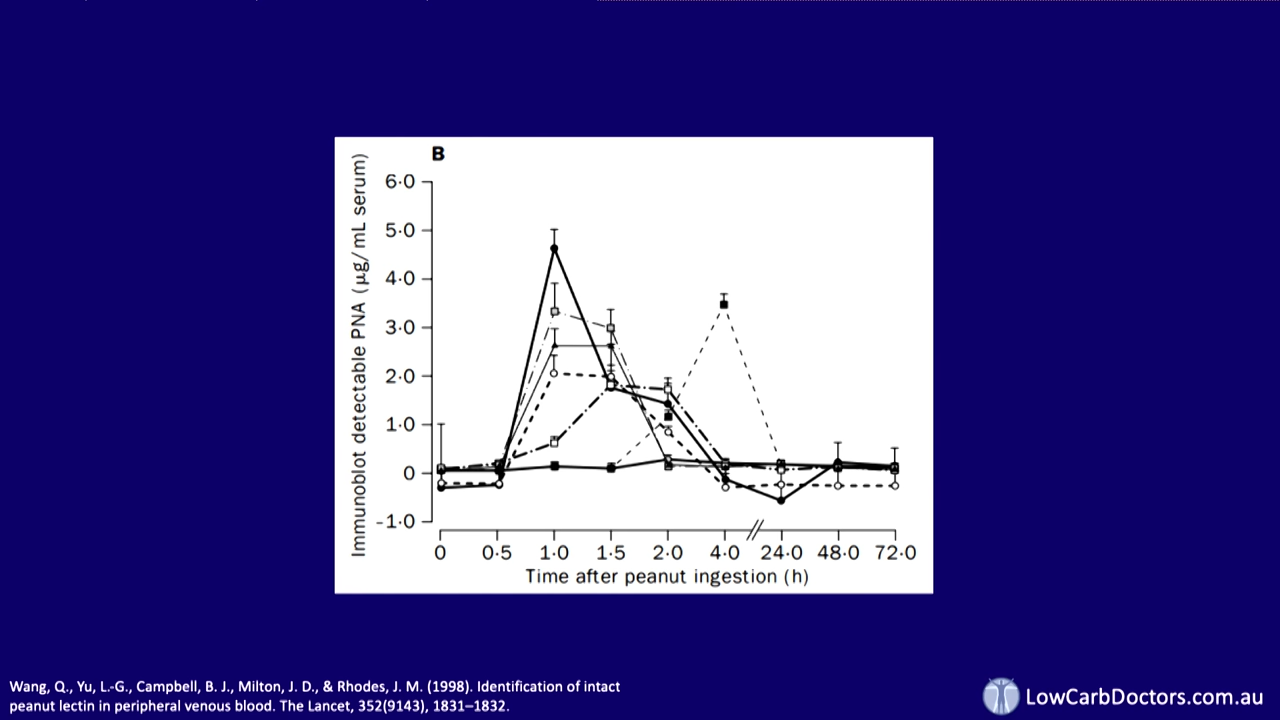 B
Immunoblot detectable PNA (μg/mL serum)
6·0
5·0
4·0
3·0
2·0
1·0
0
-1·0
0 0·5 1·0 1·5 2·0 4·0 24·0 48·0 72·0
Time after peanut ingestion (h)
Wang, Q., Yu, L.-G., Campbell, B. J., Milton, J. D., & Rhodes, J. M. (1998). Identification of intact
peanut lectin in peripheral venous blood. The Lancet, 352(9143), 1831–1832.
LowCarbDoctors.com.au